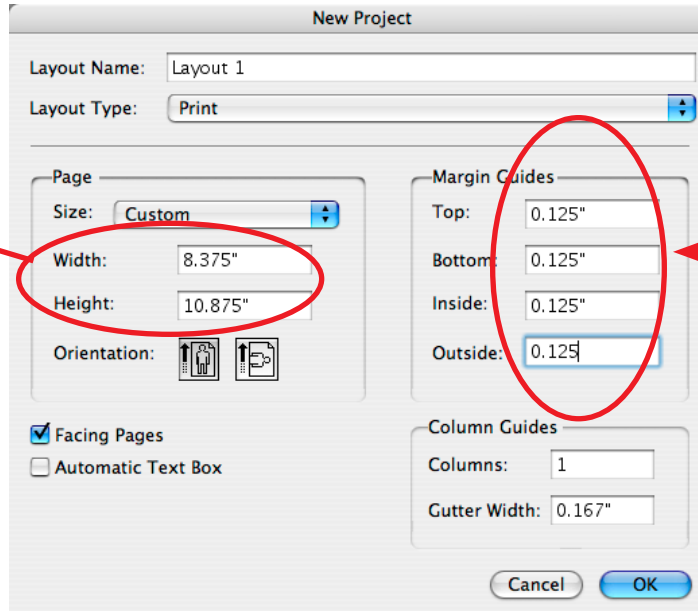 New Project
Layout Name: Layout 1
Layout Type: Print
Page
Size: Custom
Width: 8.375"
Height: 10.875"
Orientation:
Margin Guides
Top: 0.125"
Bottom: 0.125"
Inside: 0.125"
Outside: 0.125
Facing Pages
Automatic Text Box
Column Guides
Columns: 1
Gutter Width: 0.167"
Cancel OK